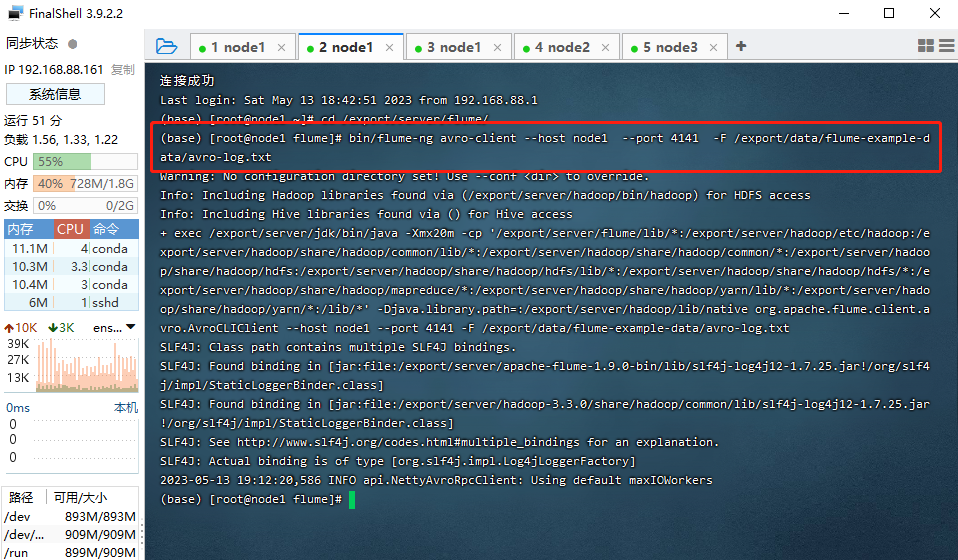 FinalShell 3.9.2.2
同步状态
IP 192.168.88.161 复制
系统信息
运行 51 分
负载 1.56, 1.33, 1.22
CPU 55%
内存 40% 728M/1.8G
交换 0% 0/2G
内存 CPU 命令
11.1M 4 conda
10.3M 3.3 conda
10.4M 3 conda
6M 1 sshd
10K 3K ens...
39K
27K
13K
0ms 本机
0
0
0
路径 可用/大小
/dev 893M/893M
/dev/... 909M/909M
/run 899M/909M
1 node1
2 node1
3 node1
4 node2
5 node3
连接成功
Last login: Sat May 13 18:42:51 2023 from 192.168.88.1
(base) [root@node1 ~]# cd /export/server/flume/
(base) [root@node1 flume]# bin/flume-ng avro-client --host node1  --port 4141  -F /export/data/flume-example-d
ata/avro-log.txt
Warning: No configuration directory set! Use --conf <dir> to override.
Info: Including Hadoop libraries found via (/export/server/hadoop/bin/hadoop) for HDFS access
Info: Including Hive libraries found via () for Hive access
+ exec /export/server/jdk/bin/java -Xmx20m -cp '/export/server/flume/lib/*:/export/server/hadoop/etc/hadoop:/e
xport/server/hadoop/share/hadoop/common/lib/*:/export/server/hadoop/share/hadoop/common/*:/export/server/hadoo
p/share/hadoop/hdfs:/export/server/hadoop/share/hadoop/hdfs/lib/*:/export/server/hadoop/share/hadoop/hdfs/*:/e
xport/server/hadoop/share/hadoop/mapreduce/*:/export/server/hadoop/share/hadoop/yarn/lib/*:/export/server/hado
op/share/hadoop/yarn/*:/lib/*' -Djava.library.path=:/export/server/hadoop/lib/native org.apache.flume.client.a
vro.AvroCLIClient --host node1 --port 4141 -F /export/data/flume-example-data/avro-log.txt
SLF4J: Class path contains multiple SLF4J bindings.
SLF4J: Found binding in [jar:file:/export/server/apache-flume-1.9.0-bin/lib/slf4j-log4j12-1.7.25.jar!/org/slf4
j/impl/StaticLoggerBinder.class]
SLF4J: Found binding in [jar:file:/export/server/hadoop-3.3.0/share/hadoop/common/lib/slf4j-log4j12-1.7.25.jar
!/org/slf4j/impl/StaticLoggerBinder.class]
SLF4J: See http://www.slf4j.org/codes.html#multiple_bindings for an explanation.
SLF4J: Actual binding is of type [org.slf4j.impl.Log4jLoggerFactory]
2023-05-13 19:12:20,586 INFO api.NettyAvroRpcClient: Using default maxIOWorkers
(base) [root@node1 flume]#